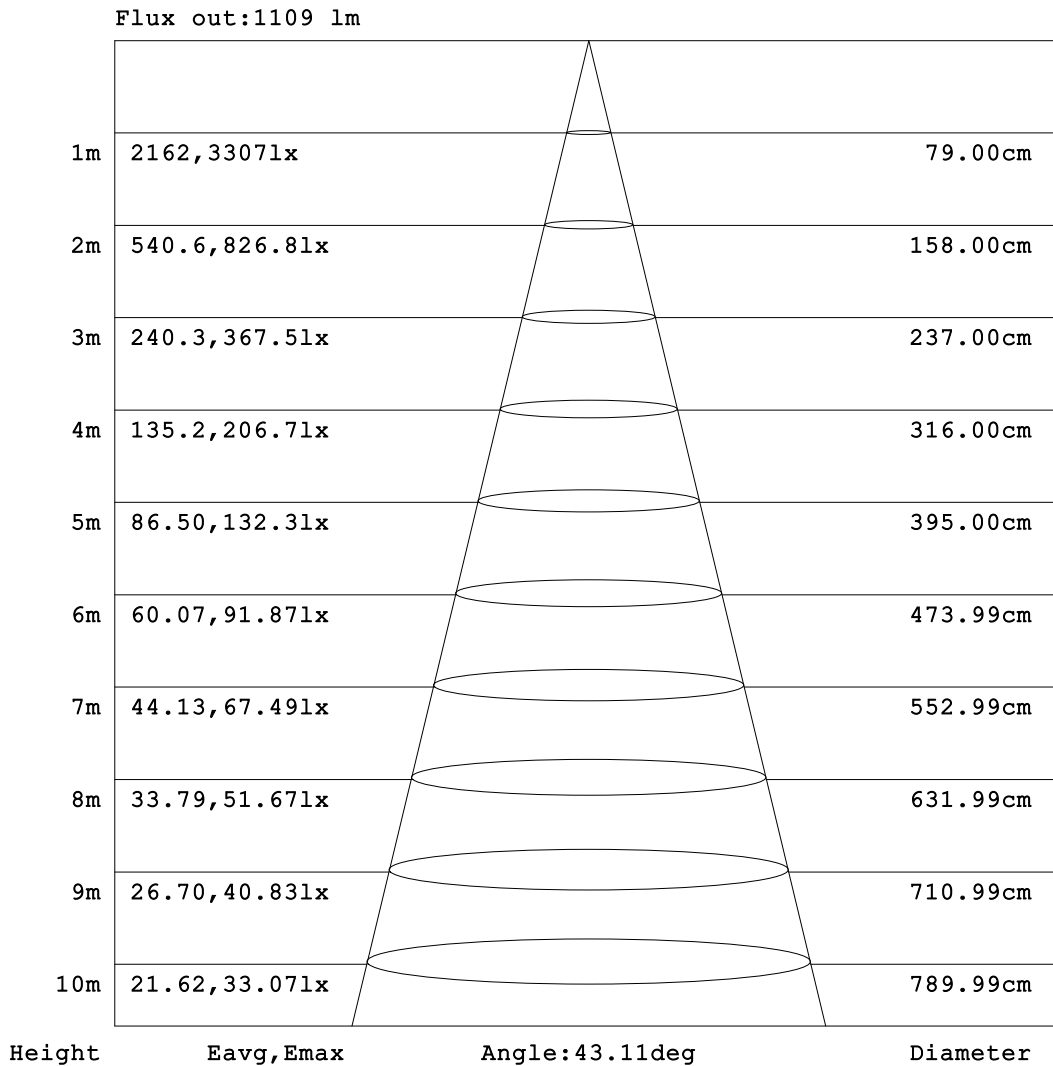 Flux out:1109 lm
1m 2162,3307lx 79.00cm
2m 540.6,826.8lx 158.00cm
3m 240.3,367.5lx 237.00cm
4m 135.2,206.7lx 316.00cm
5m 86.50,132.3lx 395.00cm
6m 60.07,91.87lx 473.99cm
7m 44.13,67.49lx 552.99cm
8m 33.79,51.67lx 631.99cm
9m 26.70,40.83lx 710.99cm
10m 21.62,33.07lx 789.99cm
Height Eavg,Emax Angle:43.11deg Diameter